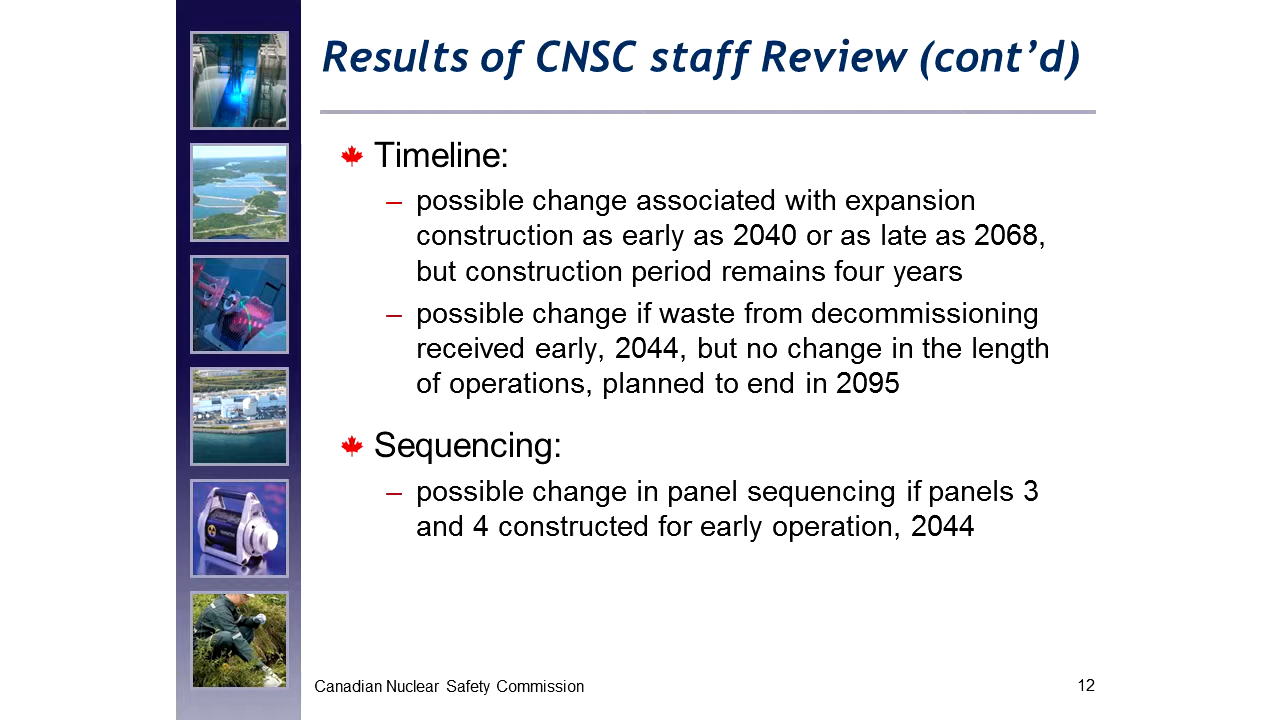 Results of CNSC staff Review (cont’d)
Timeline:
– possible change associated with expansion
construction as early as 2040 or as late as 2068,
but construction period remains four years
– possible change if waste from decommissioning
received early, 2044, but no change in the length
of operations, planned to end in 2095
Sequencing:
– possible change in panel sequencing if panels 3
and 4 constructed for early operation, 2044
Canadian Nuclear Safety Commission
12